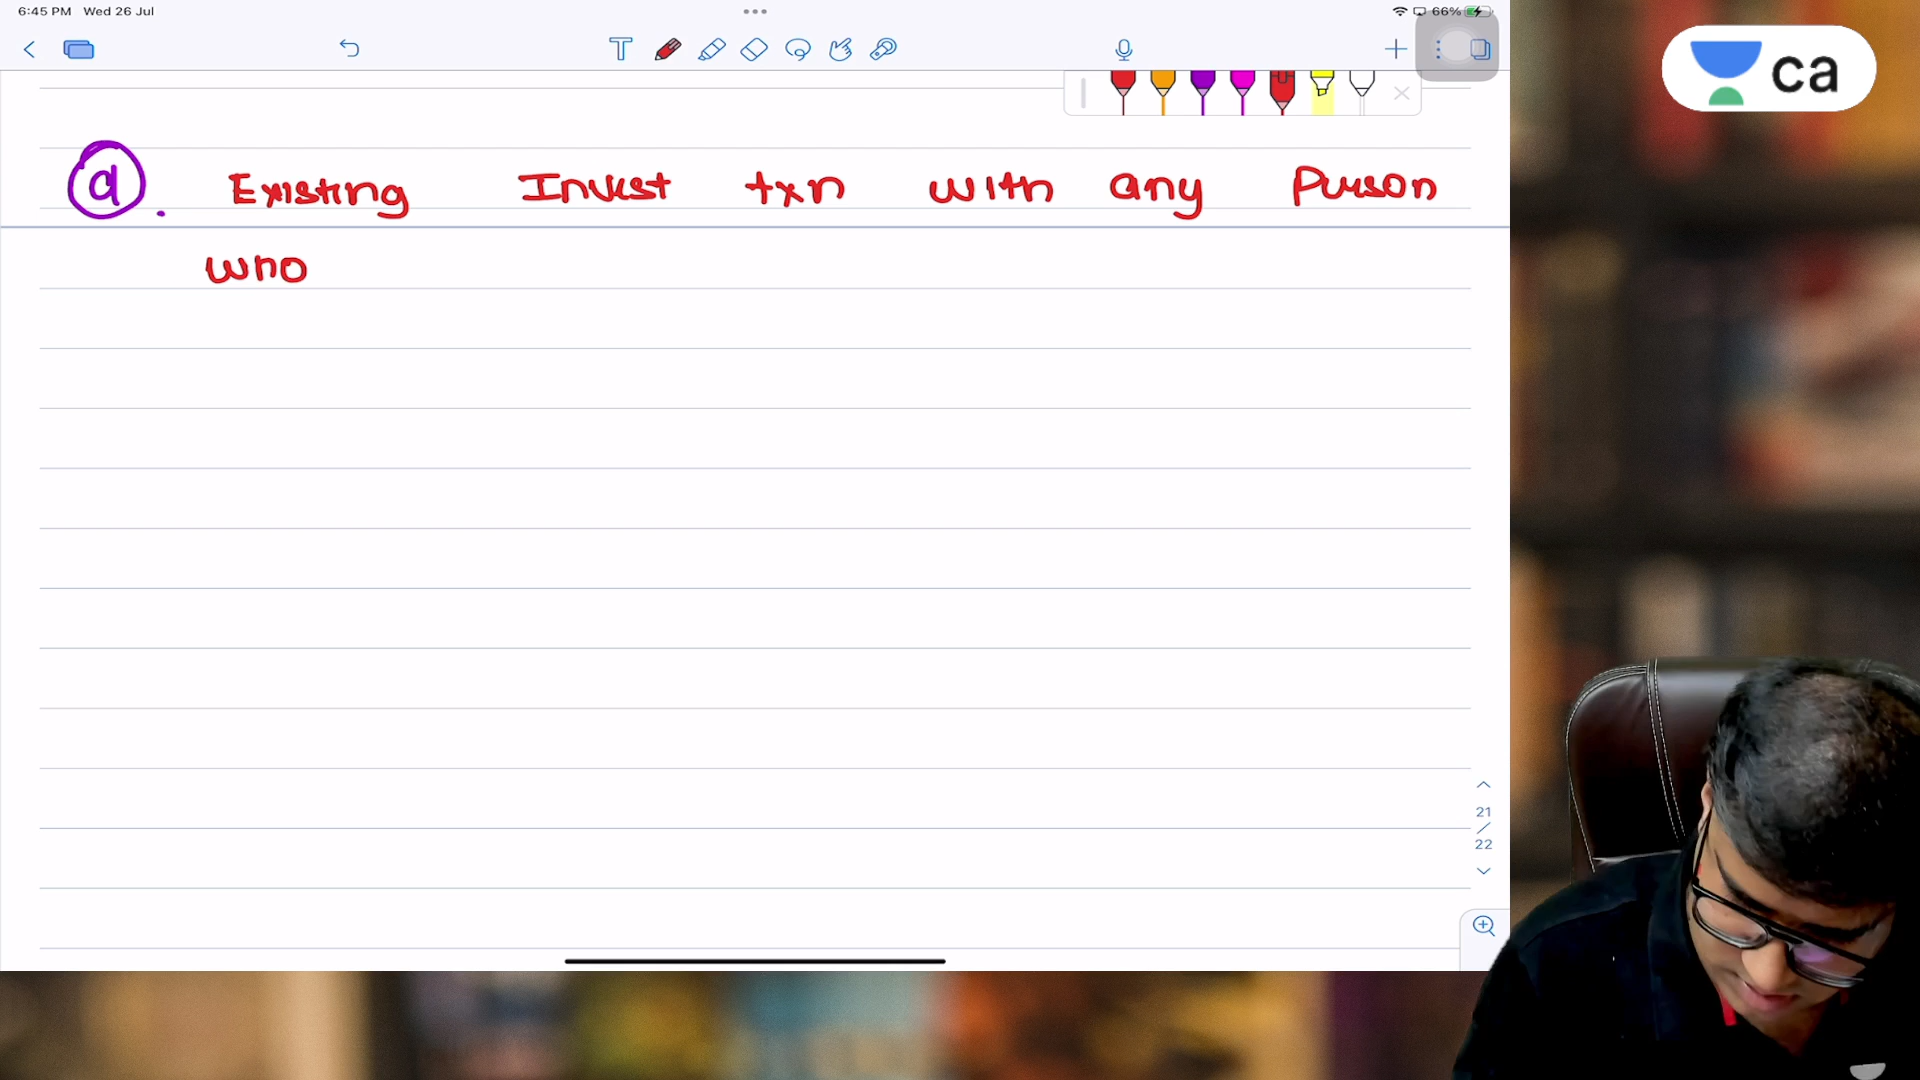 6:45 PM Wed 26 Jul
66%
T
ca
d. Existing Invest txn with any Person
who
21
/
22